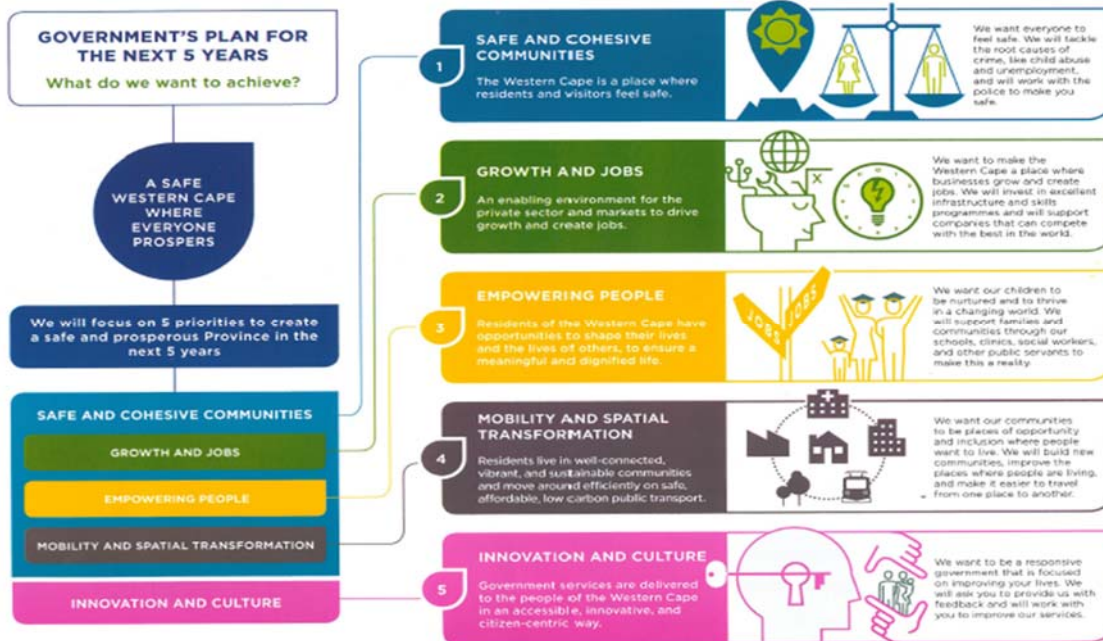 GOVERNMENT'S PLAN FOR
THE NEXT 5 YEARS
What do we want to achieve?
A SAFE
WESTERN CAPE
WHERE
EVERYONE
PROSPERS
We will focus on 5 priorities to create
a safe and prosperous Province in the
next 5 years
SAFE AND COHESIVE COMMUNITIES
GROWTH AND JOBS
EMPOWERING PEOPLE
MOBILITY AND SPATIAL TRANSFORMATION
INNOVATION AND CULTURE
1
SAFE AND COHESIVE
COMMUNITIES
The Western Cape is a place where
residents and visitors feel safe.
We want everyone to
feel safe. We will tackle
the root causes of
crime, like child abuse
and unemployment,
and will work with the
police to make you
safe.
2
GROWTH AND JOBS
An enabling environment for the
private sector and markets to drive
growth and create jobs.
X
We want to make the
Western Cape a place where
businesses grow and create
jobs. We will invest in excellent
infrastructure and skills
programmes and will support
companies that can compete
with the best in the world.
3
EMPOWERING PEOPLE
Residents of the Western Cape have
opportunities to shape their lives
and the lives of others, to ensure a
meaningful and dignified life.
JOBS
JOBS
We want our children to
be nurtured and to thrive
in a changing world. We
will support families and
communities through our
schools, clinics, social workers,
and other public servants to
make this a reality.
4
MOBILITY AND SPATIAL
TRANSFORMATION
Residents live in well-connected,
vibrant, and sustainable communities
and move around efficiently on safe,
affordable, low carbon public transport.
We want our communities
to be places of opportunity
and inclusion where people
want to live. We will build new
communities, improve the
places where people are living,
and make it easier to travel
from one place to another.
5
INNOVATION AND CULTURE
Government services are delivered
to the people of the Western Cape
in an accessible, innovative, and
citizen-centric way.
We want to be a responsive
government that is focused
on improving your lives. We
will ask you to provide us with
feedback and will work with
you to improve our services.